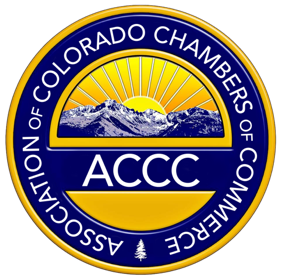 ASSOCIATION OF COLORADO CHAMBERS OF COMMERCE
ACCC